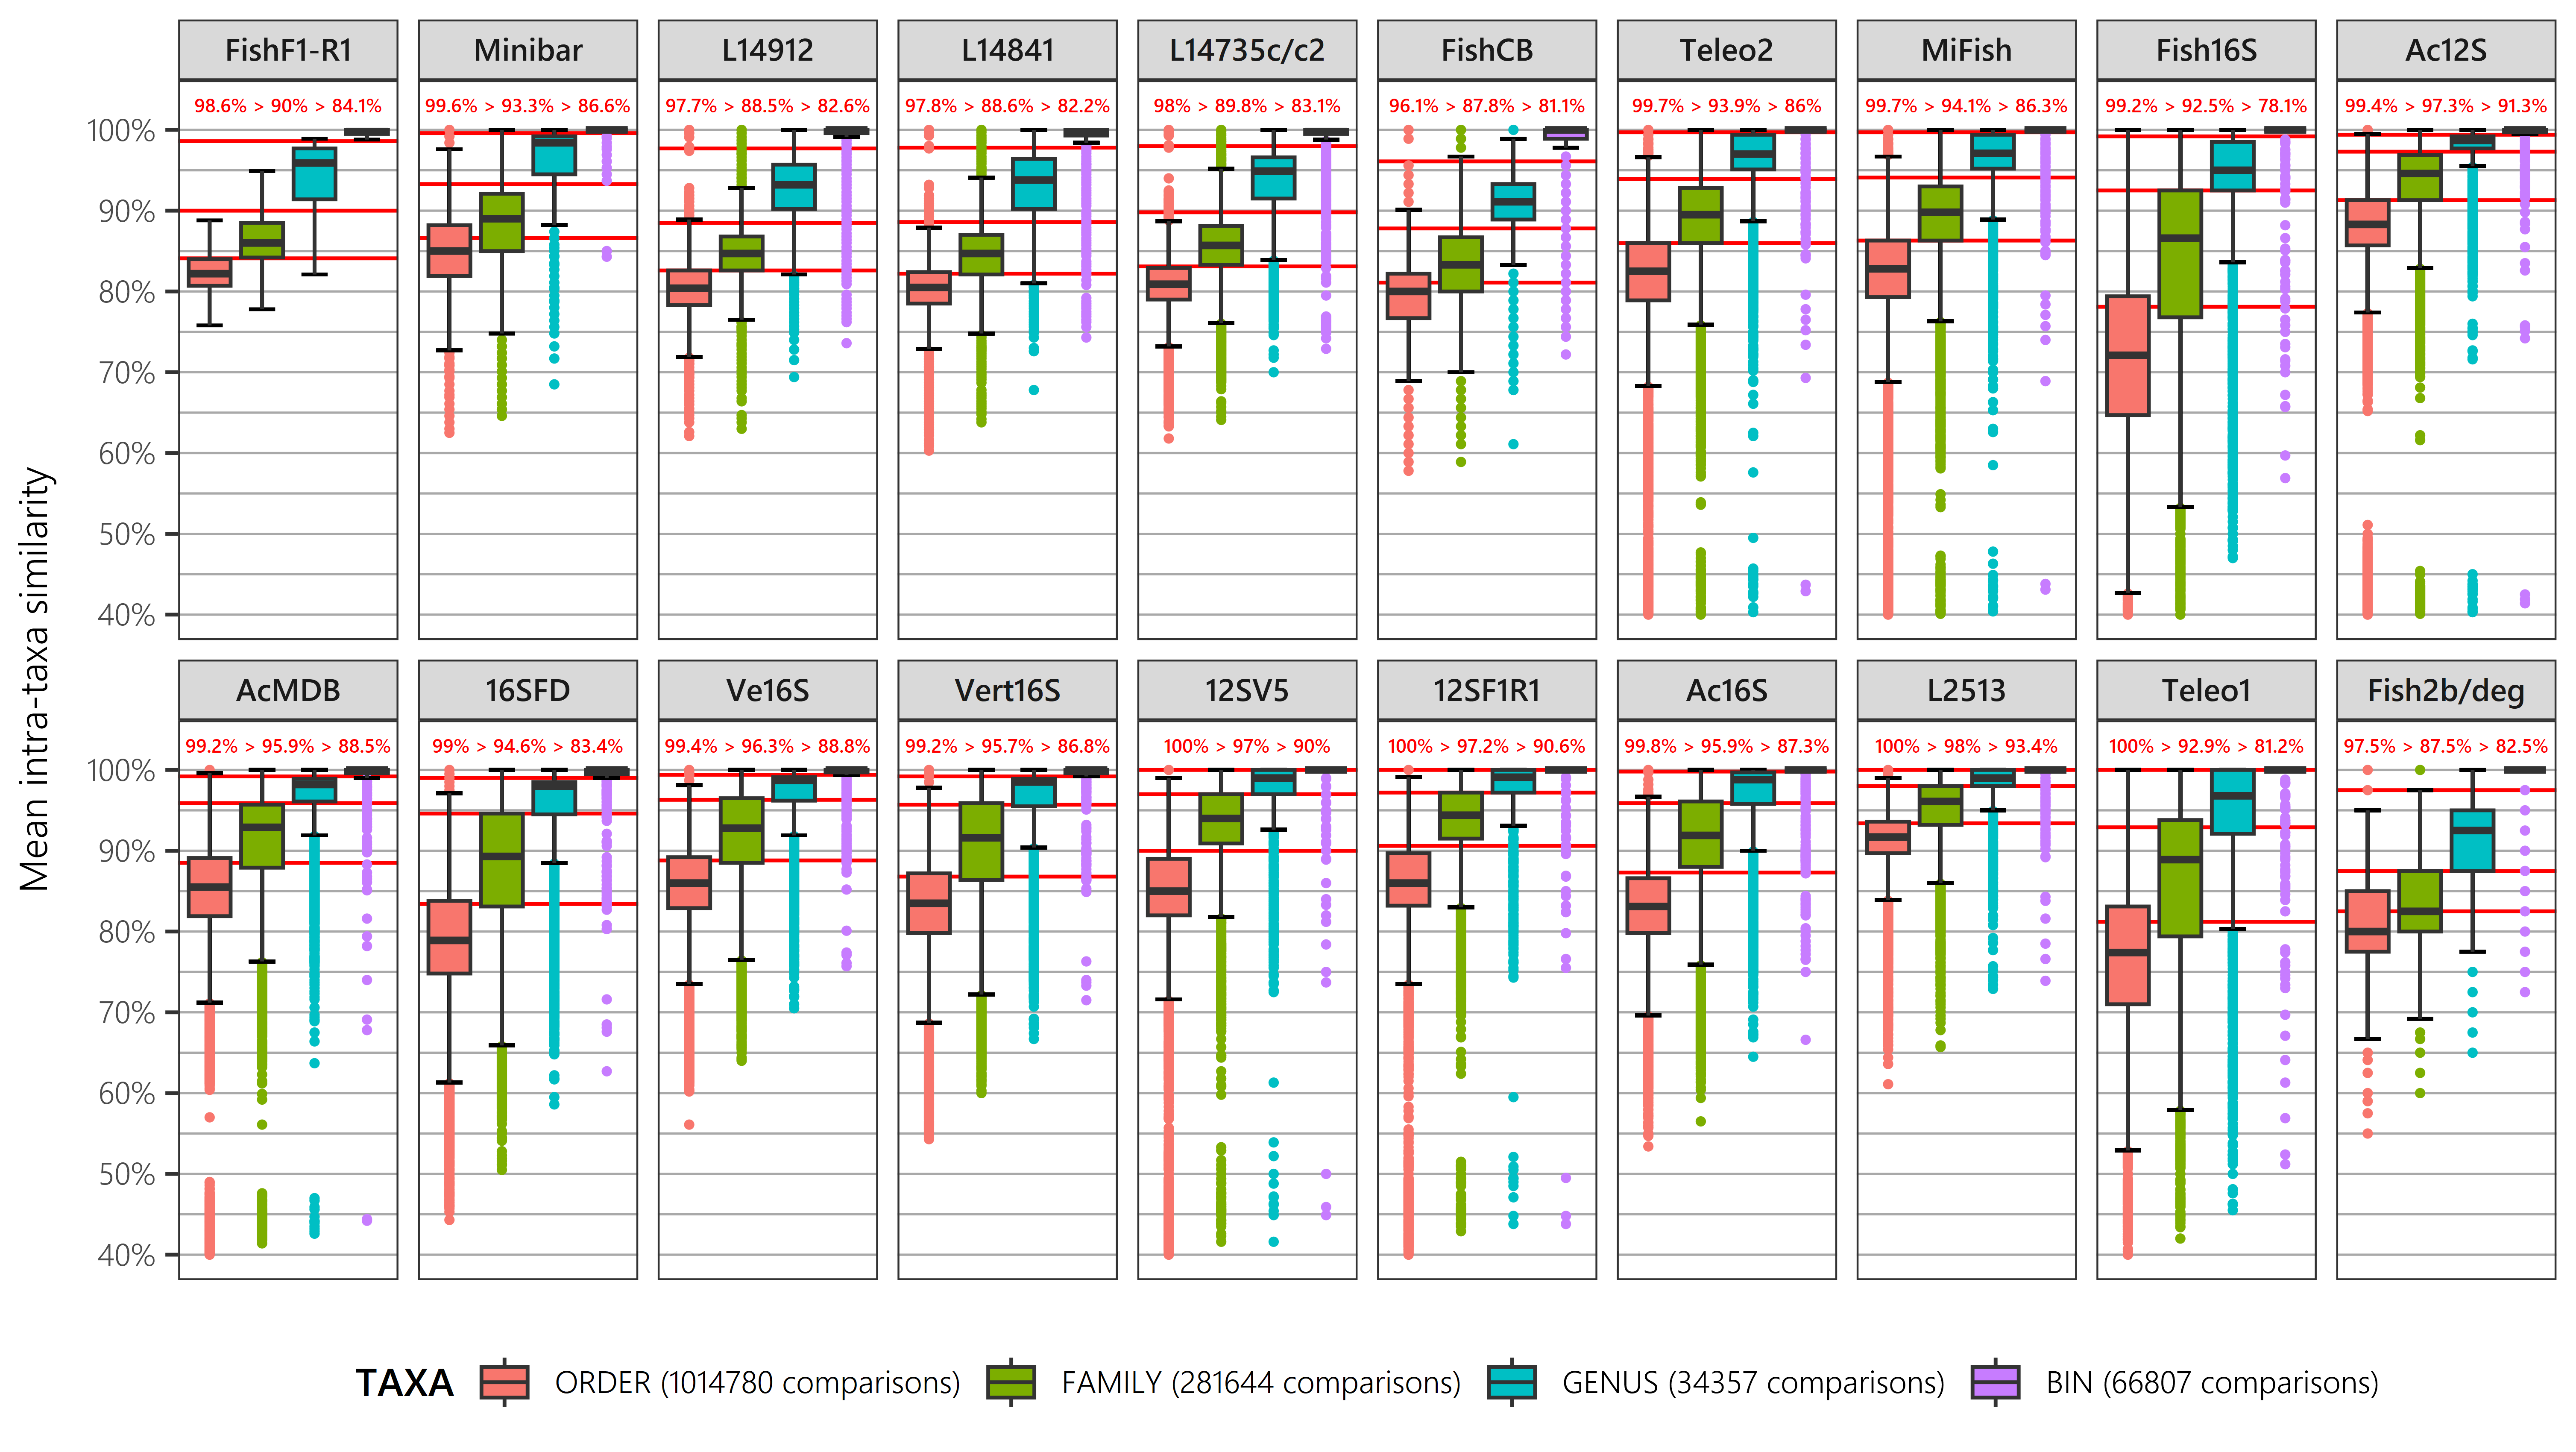 FishF1-R1 Minibar L14912 L14841 L14735c/c2 FishCB Teleo2 MiFish Fish16S Ac12S
98.6% > 90% > 84.1% 99.6% > 93.3% > 86.6% 97.7% > 88.5% > 82.6% 97.8% > 88.6% > 82.2% 98% > 89.8% > 83.1% 96.1% > 87.8% > 81.1% 99.7% > 93.9% > 86% 99.7% > 94.1% > 86.3% 99.2% > 92.5% > 78.1% 99.4% > 97.3% > 91.3%
100%
90%
80%
70%
60%
50%
40%
Mean intra-taxa similarity
AcMDB 16SFD Ve16S Vert16S 12SV5 12SF1R1 Ac16S L2513 Teleo1 Fish2b/deg
99.2% > 95.9% > 88.5% 99% > 94.6% > 83.4% 99.4% > 96.3% > 88.8% 99.2% > 95.7% > 86.8% 100% > 97% > 90% 100% > 97.2% > 90.6% 99.8% > 95.9% > 87.3% 100% > 98% > 93.4% 100% > 92.9% > 81.2% 97.5% > 87.5% > 82.5%
100%
90%
80%
70%
60%
50%
40%
TAXA ORDER (1014780 comparisons) FAMILY (281644 comparisons) GENUS (34357 comparisons) BIN (66807 comparisons)